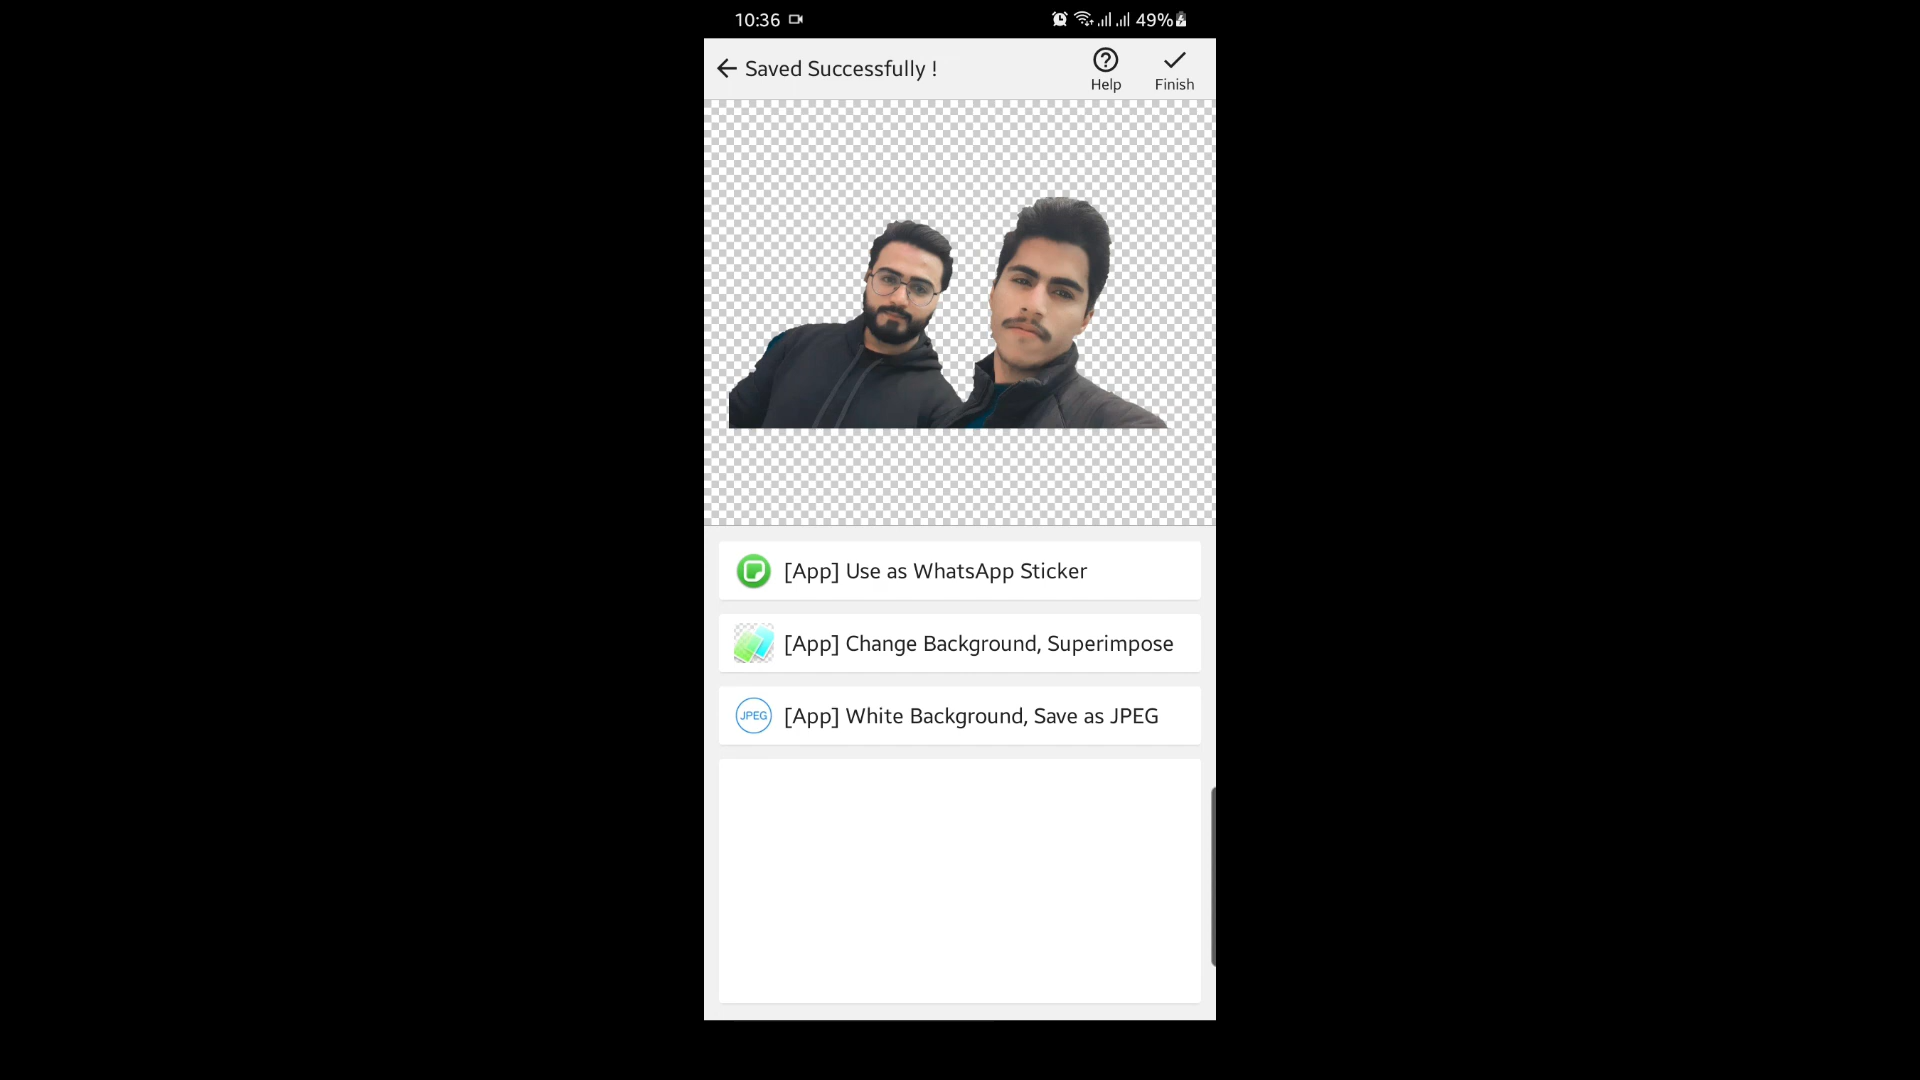 10:36 49%
Saved Successfully !
Help
Finish
[App] Use as WhatsApp Sticker
[App] Change Background, Superimpose
JPEG [App] White Background, Save as JPEG